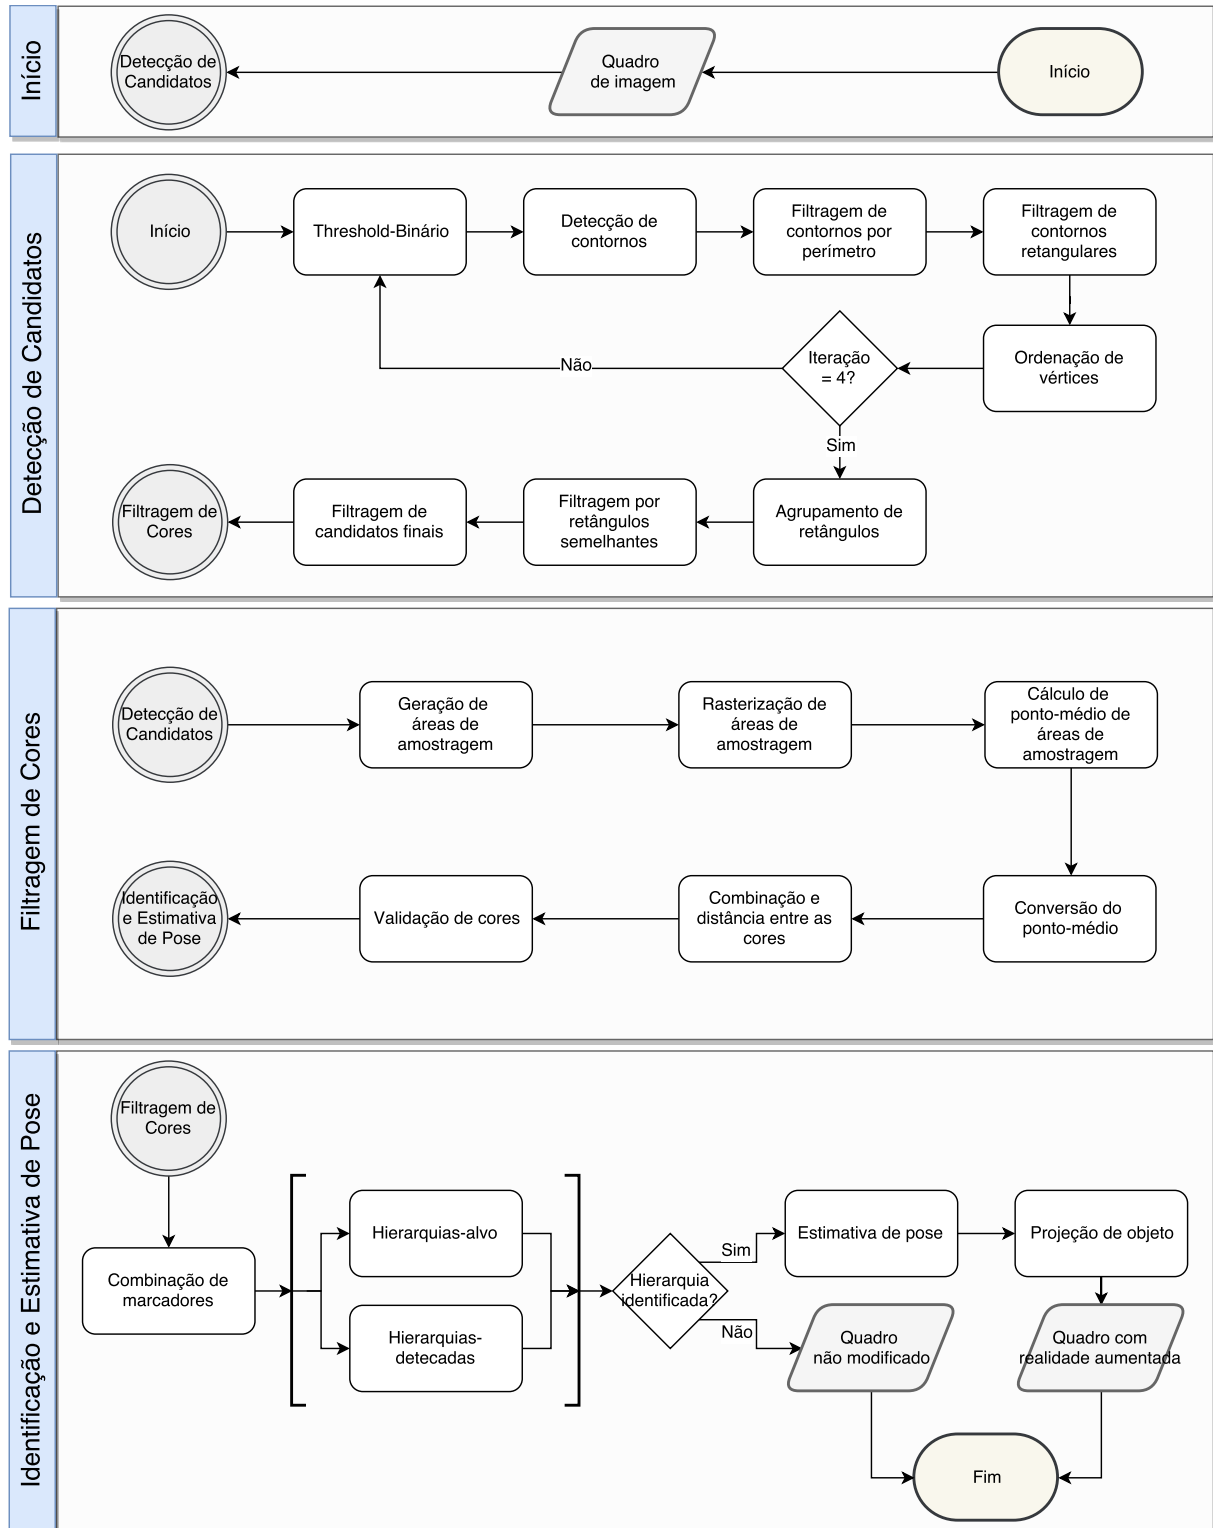 Início
Detecção de
Candidatos
Quadro
de imagem
Início
Detecção de Candidatos
Início
Threshold-Binário
Detecção de
contornos
Filtragem de
contornos por
perímetro
Filtragem de
contornos
retangulares
Ordenação de
vértices
Iteração
= 4?
Não
Sim
Agrupamento de
retângulos
Filtragem por
retângulos
semelhantes
Filtragem de
candidatos finais
Filtragem de
Cores
Filtragem de Cores
Detecção de
Candidatos
Geração de
áreas de
amostragem
Rasterização de
áreas de
amostragem
Cálculo de
ponto-médio de
áreas de
amostragem
Conversão do
ponto-médio
Combinação e
distância entre as
cores
Validação de cores
Identificação
e Estimativa
de Pose
Identificação e Estimativa de Pose
Filtragem de
Cores
Combinação de
marcadores
Hierarquias-alvo
Hierarquias-
detecadas
Hierarquia
identificada?
Sim
Não
Estimativa de pose
Projeção de objeto
Quadro
não modificado
Quadro com
realidade aumentada
Fim